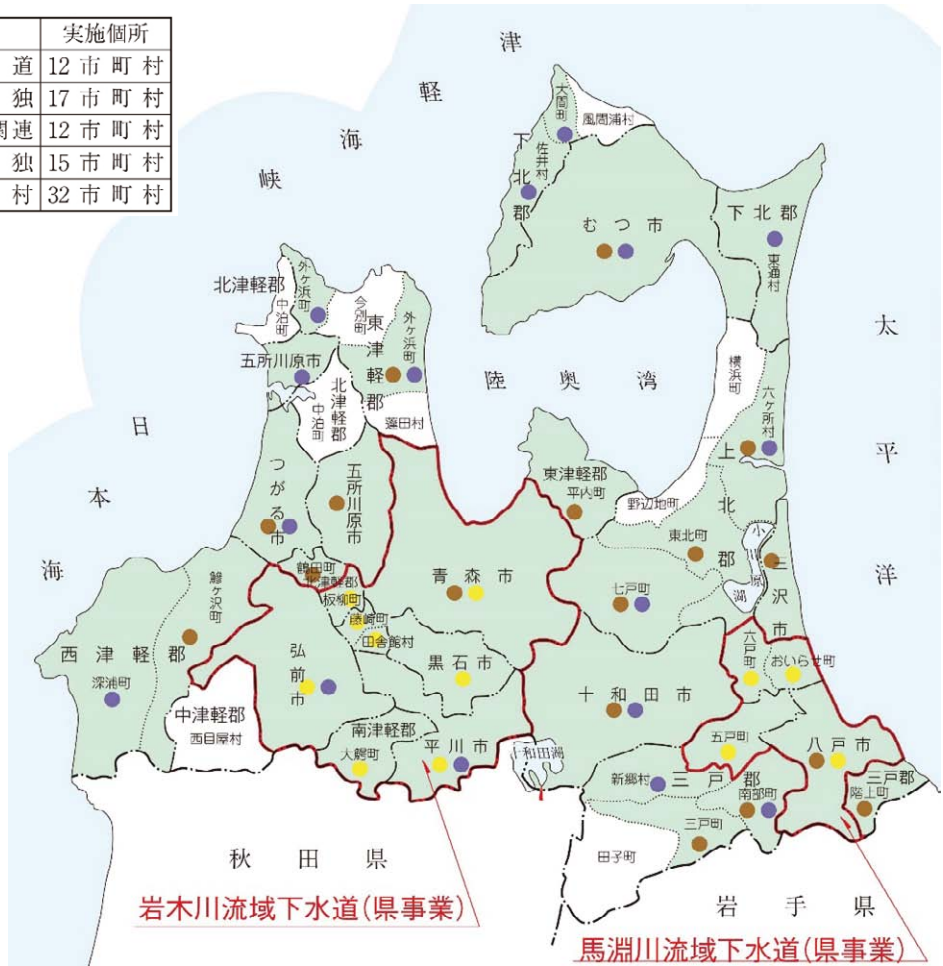 実施個所
道 12市町村
独 17市町村
関連 12市町村
独 15市町村
村 32市町村
津軽海峡
大間町
風間浦村
佐井村
下北郡
むつ市
下北郡
東通村
外ヶ浜町
北津軽郡
中泊町
今別町
東津軽郡
外ヶ浜町
五所川原市
北津軽郡
中泊町
蓬田村
陸奥湾
横浜町
太平洋
六ヶ所村
日本海
上北郡
東津軽郡
平内町
野辺地町
つがる市
五所川原市
東北町
小川原湖
三沢市
鶴田町
北津軽郡
板柳町
青森市
七戸町
藤崎町
田舎館村
鰺ヶ沢町
西津軽郡
深浦町
弘前市
黒石市
六戸町
おいらせ町
十和田市
中津軽郡
西目屋村
南津軽郡
大鰐町
平川市
十和田湖
五戸町
八戸市
新郷村
三戸郡
南部町
三戸郡
階上町
三戸町
田子町
秋田県
岩手県
岩木川流域下水道(県事業)
馬淵川流域下水道(県事業)